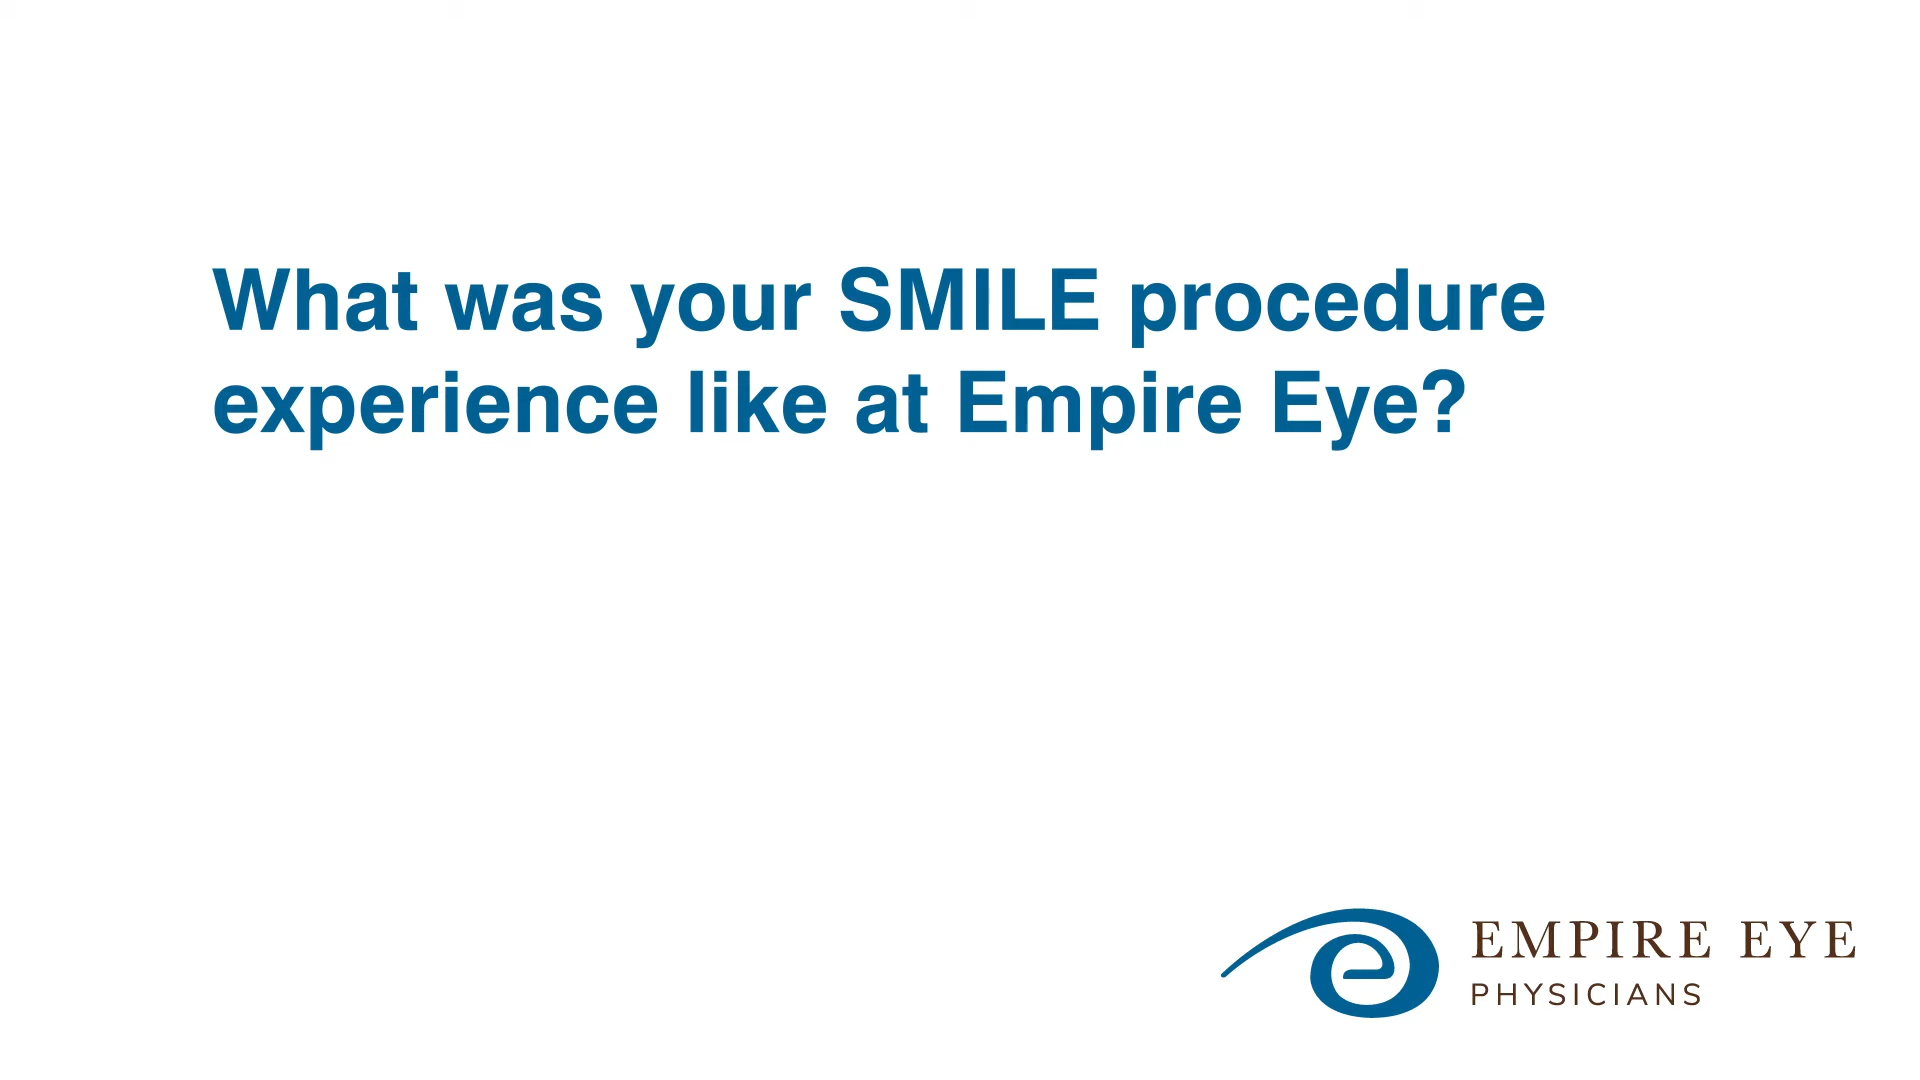 What was your SMILE procedure
experience like at Empire Eye?
EMPIRE EYE
PHYSICIANS